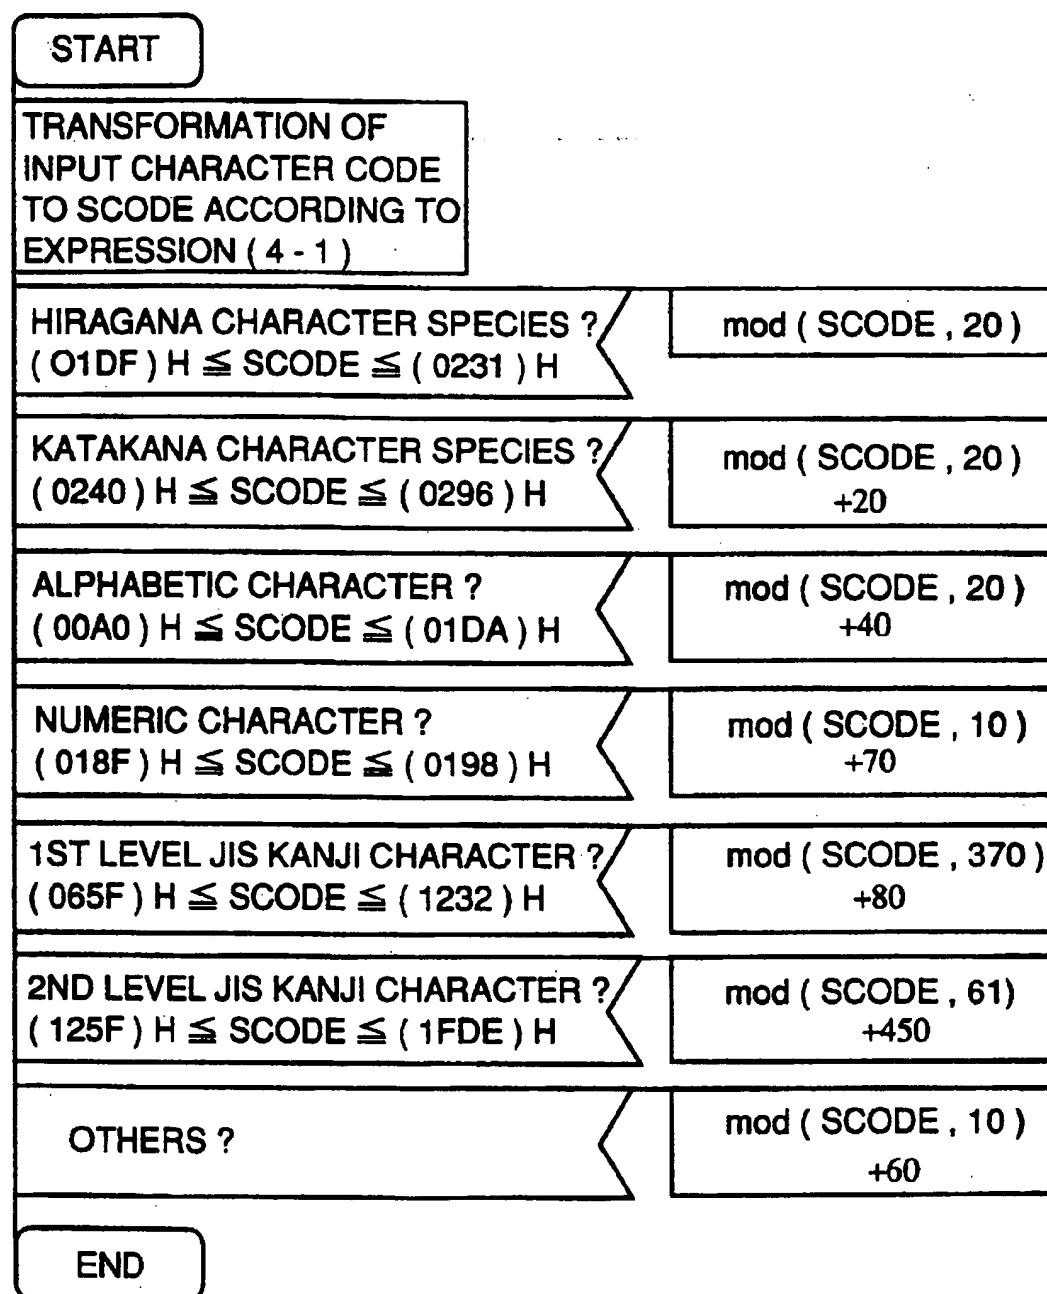 START
TRANSFORMATION OF
INPUT CHARACTER CODE
TO SCODE ACCORDING TO
EXPRESSION ( 4 - 1 )
HIRAGANA CHARACTER SPECIES ?
( O1DF ) H ≦ SCODE ≦ ( 0231 ) H
mod ( SCODE , 20 )
KATAKANA CHARACTER SPECIES ?
( 0240 ) H ≦ SCODE ≦ ( 0296 ) H
mod ( SCODE , 20 )
+20
ALPHABETIC CHARACTER ?
( 00A0 ) H ≦ SCODE ≦ ( 01DA ) H
mod ( SCODE , 20 )
+40
NUMERIC CHARACTER ?
( 018F ) H ≦ SCODE ≦ ( 0198 ) H
mod ( SCODE , 10 )
+70
1ST LEVEL JIS KANJI CHARACTER ?
( 065F ) H ≦ SCODE ≦ ( 1232 ) H
mod ( SCODE , 370 )
+80
2ND LEVEL JIS KANJI CHARACTER ?
( 125F ) H ≦ SCODE ≦ ( 1FDE ) H
mod ( SCODE , 61)
+450
OTHERS ?
mod ( SCODE , 10 )
+60
END